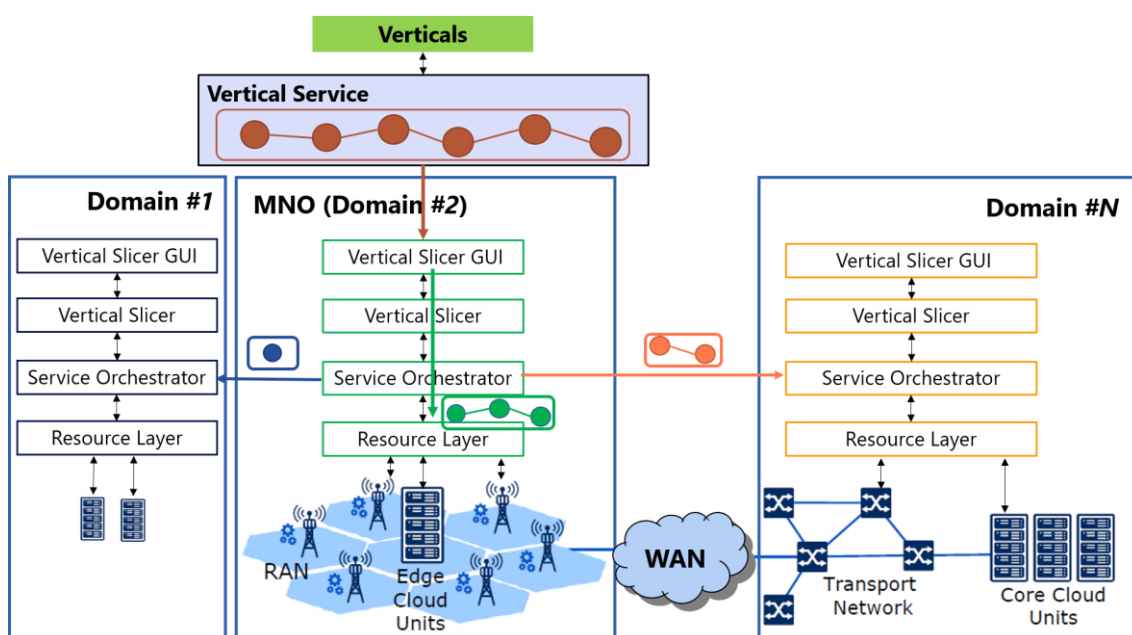 Verticals
Vertical Service
Domain #1
Vertical Slicer GUI
Vertical Slicer
Service Orchestrator
Resource Layer
MNO (Domain #2)
Vertical Slicer GUI
Vertical Slicer
Service Orchestrator
Resource Layer
RAN
Edge
Cloud
Units
WAN
Domain #N
Vertical Slicer GUI
Vertical Slicer
Service Orchestrator
Resource Layer
Transport
Network
Core Cloud
Units